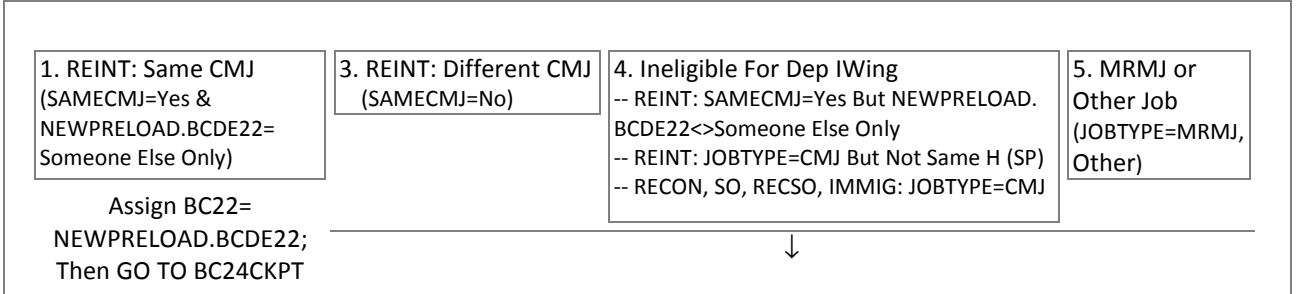 1. REINT: Same CMJ
(SAMECMJ=Yes &
NEWPRELOAD.BCDE22=
Someone Else Only)
Assign BC22=
NEWPRELOAD.BCDE22;
Then GO TO BC24CKPT
3. REINT: Different CMJ
(SAMECMJ=No)
4. Ineligible For Dep IWing
-- REINT: SAMECMJ=Yes But NEWPRELOAD.
BCDE22<>Someone Else Only
-- REINT: JOBTYPE=CMJ But Not Same H (SP)
-- RECON, SO, RECSO, IMMIG: JOBTYPE=CMJ
5. MRMJ or
Other Job
(JOBTYPE=MRMJ,
Other)
↓